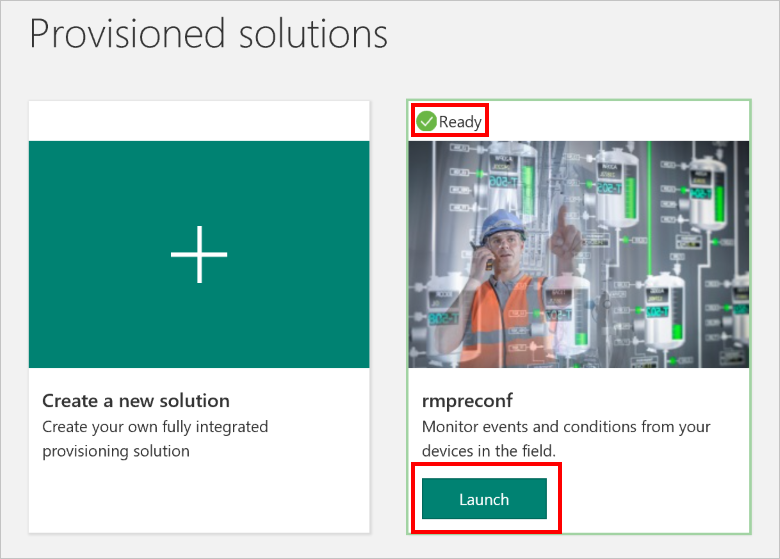 Provisioned solutions
Ready
Create a new solution
Create your own fully integrated
provisioning solution
rmpreconf
Monitor events and conditions from your
devices in the field.
Launch